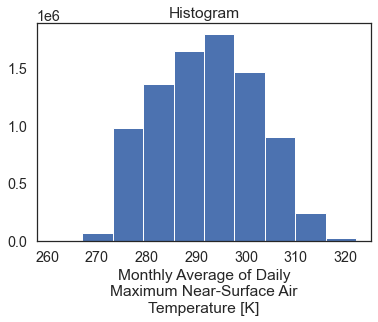 Histogram
1e6
1.5
1.0
0.5
0.0
260 270 280 290 300 310 320
Monthly Average of Daily
Maximum Near-Surface Air
Temperature [K]